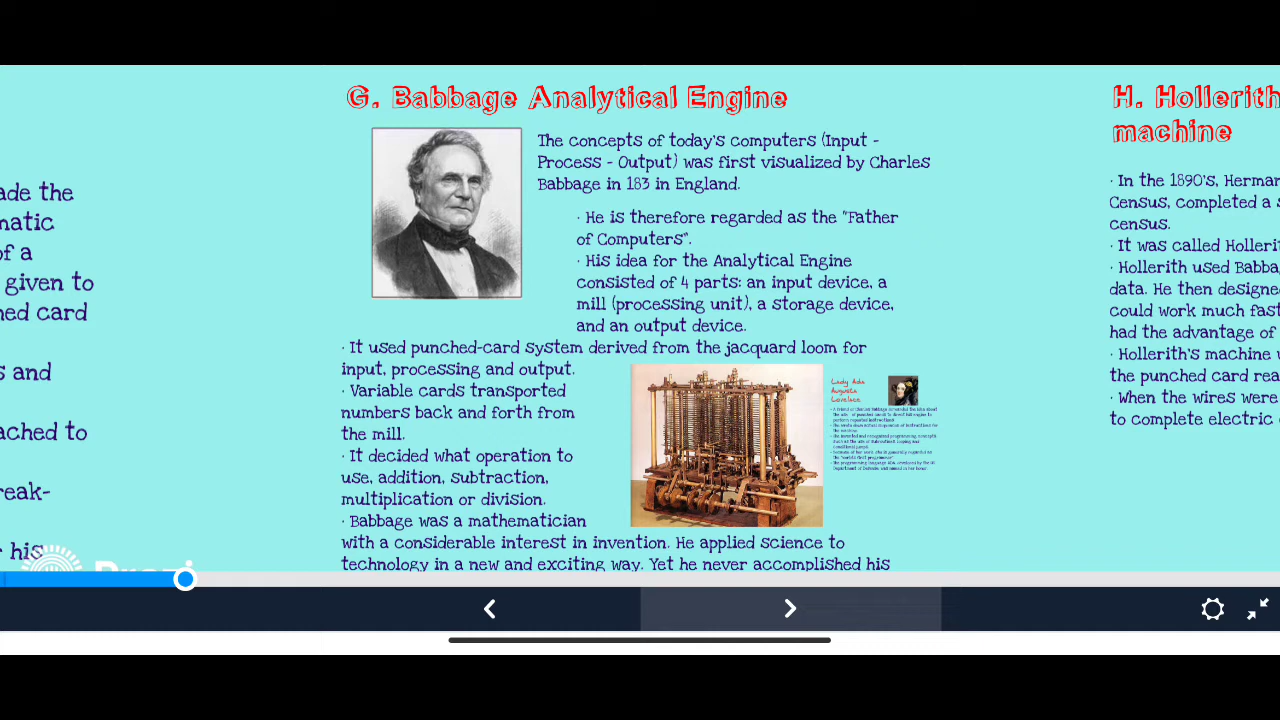 ade the
matic
of a
given to
ned card
s and
ached to
reak-
r his
G. Babbage Analytical Engine
The concepts of today's computers (Input -
Process - Output) was first visualized by Charles
Babbage in 183 in England.
· He is therefore regarded as the "Father
of Computers".
· His idea for the Analytical Engine
consisted of 4 parts: an input device, a
mill (processing unit), a storage device,
and an output device.
· It used punched-card system derived from the jacquard loom for
input, processing and output.
· Variable cards transported
numbers back and forth from
the mill.
· It decided what operation to
use, addition, subtraction,
multiplication or division.
· Babbage was a mathematician
with a considerable interest in invention. He applied science to
technology in a new and exciting way. Yet he never accomplished his
Lady Ada
Augusta
Lovelace
H. Hollerith
machine
· In the 1890's, Herman
Census, completed a s
census.
· It was called Holleri
· Hollerith used Babba
data. He then designe
could work much fast
had the advantage of
· Hollerith's machine
the punched card rea
· When the wires were
to complete electric